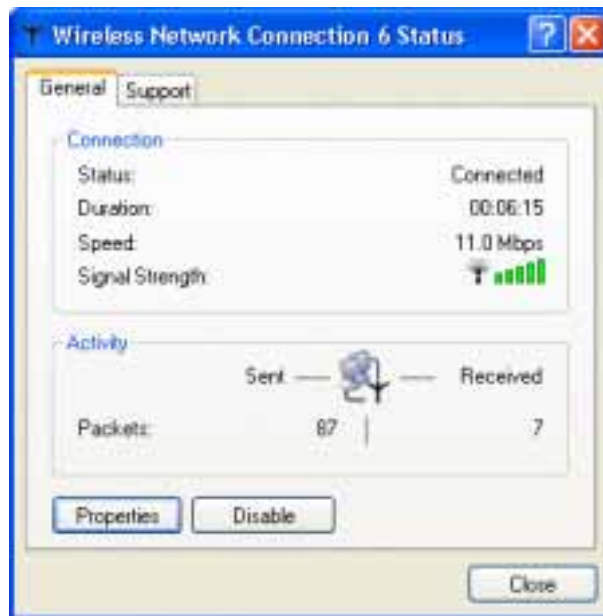 Wireless Network Connection 6 Status
General Support
Connection
Status: Connected
Duration: 00:06:15
Speed: 11.0 Mbps
Signal Strength:
Activity
Sent Received
Packets: 87 7
Properties Disable
Close